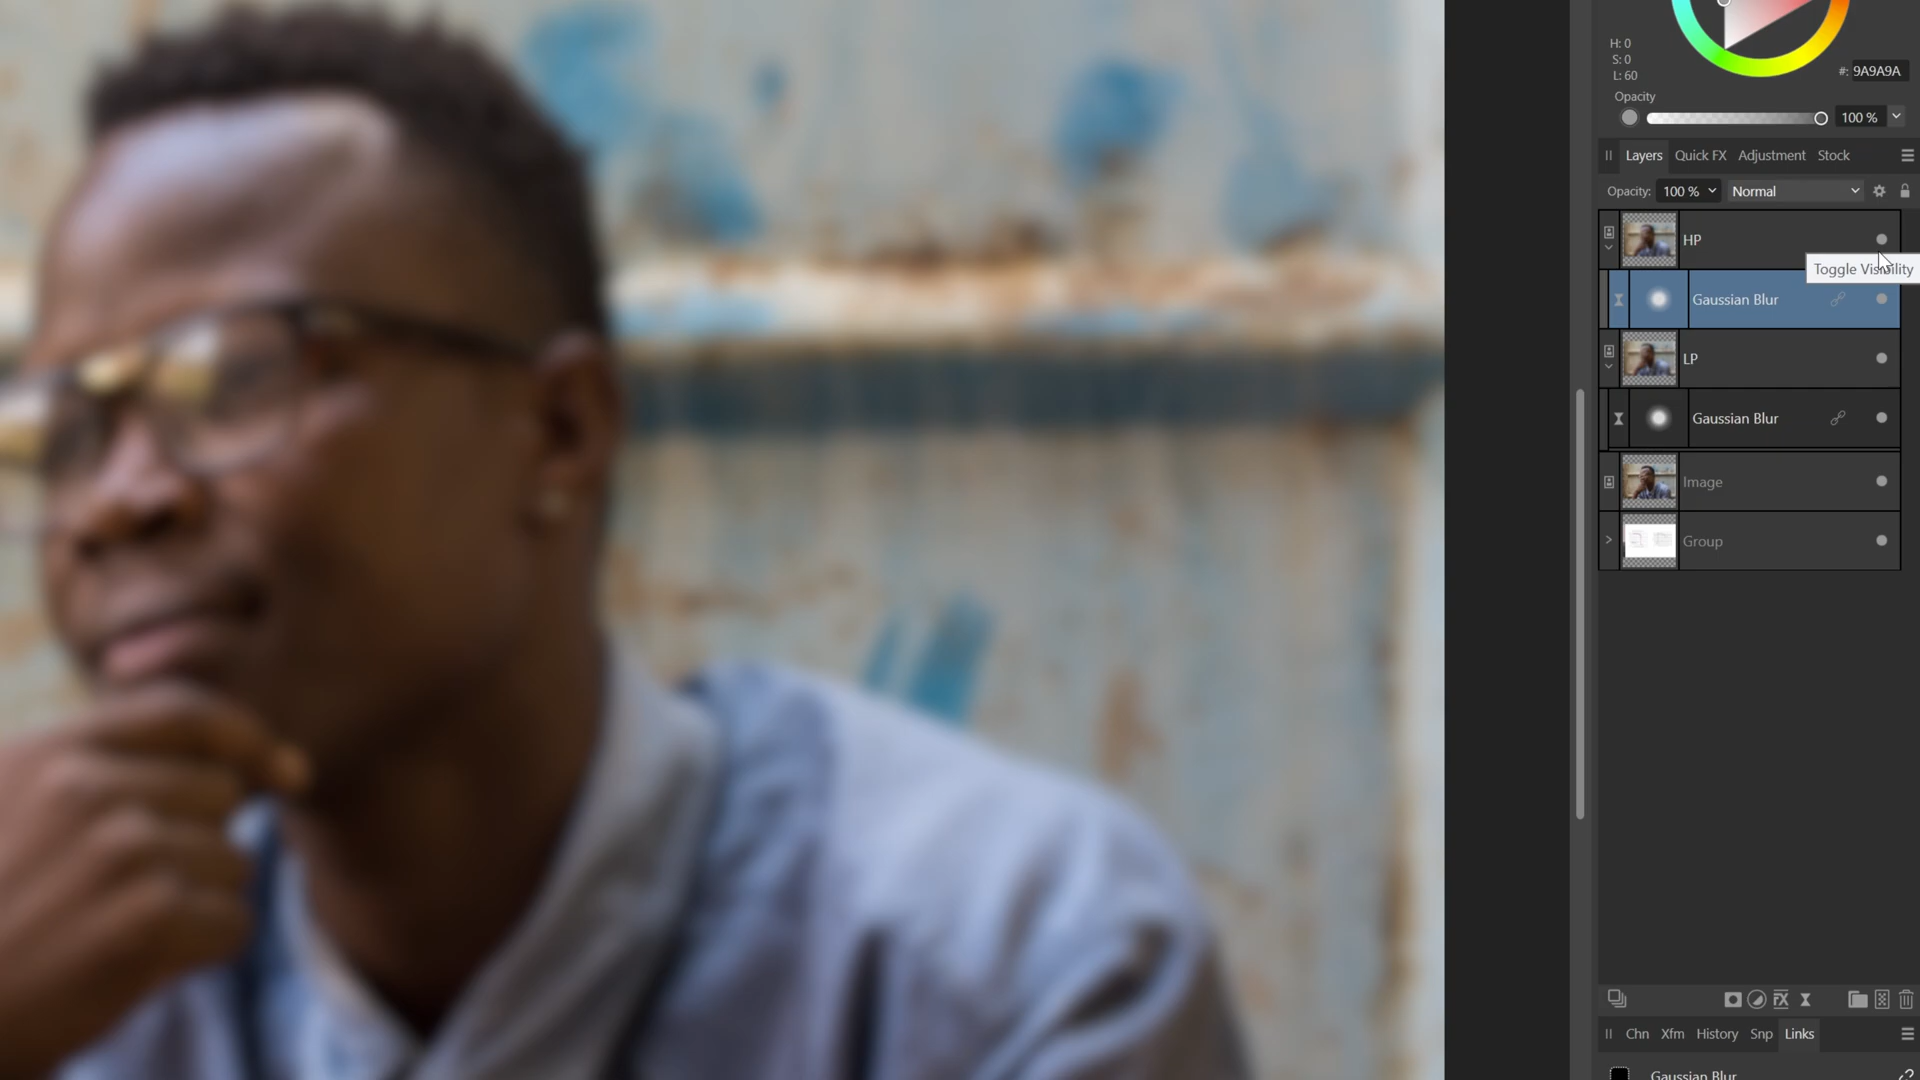 H: 0
S: 0
L: 60
#: 9A9A9A
Opacity
100 %
Layers Quick FX Adjustment Stock
Opacity: 100 % Normal
HP
Toggle Visibility
Gaussian Blur
LP
Gaussian Blur
Image
Group
FX
Chn Xfm History Snp Links
Gaussian Blur